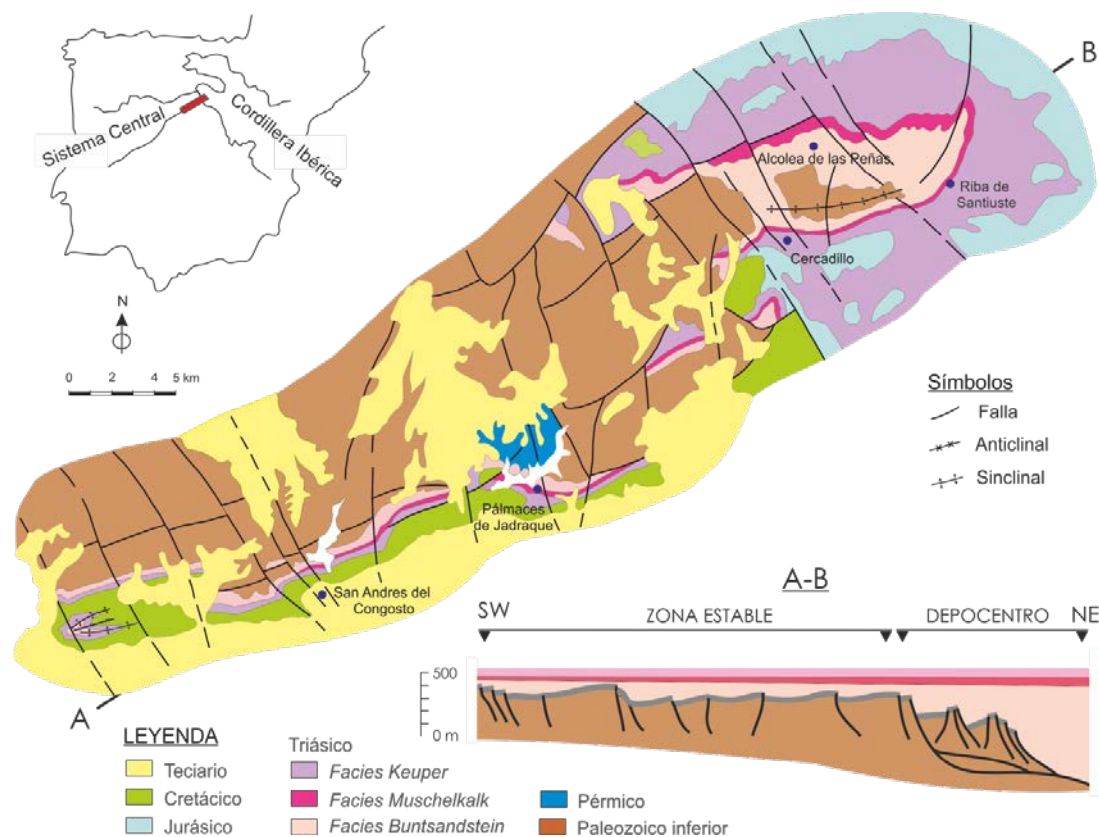 Sistema Central
Cordillera Ibérica
N
0 2 4 5 km
B
Alcolea de las Peñas
Riba de
Santiuste
Cercadillo
Símbolos
Falla
Anticlinal
Sinclinal
Pálmaces
de Jadraque
San Andres del
Congosto
A
A-B
SW ZONA ESTABLE DEPOCENTRO NE
500
0 m
LEYENDA
Teciario
Cretácico
Jurásico
Triásico
Facies Keuper
Facies Muschelkalk
Facies Buntsandstein
Pérmico
Paleozoico inferior